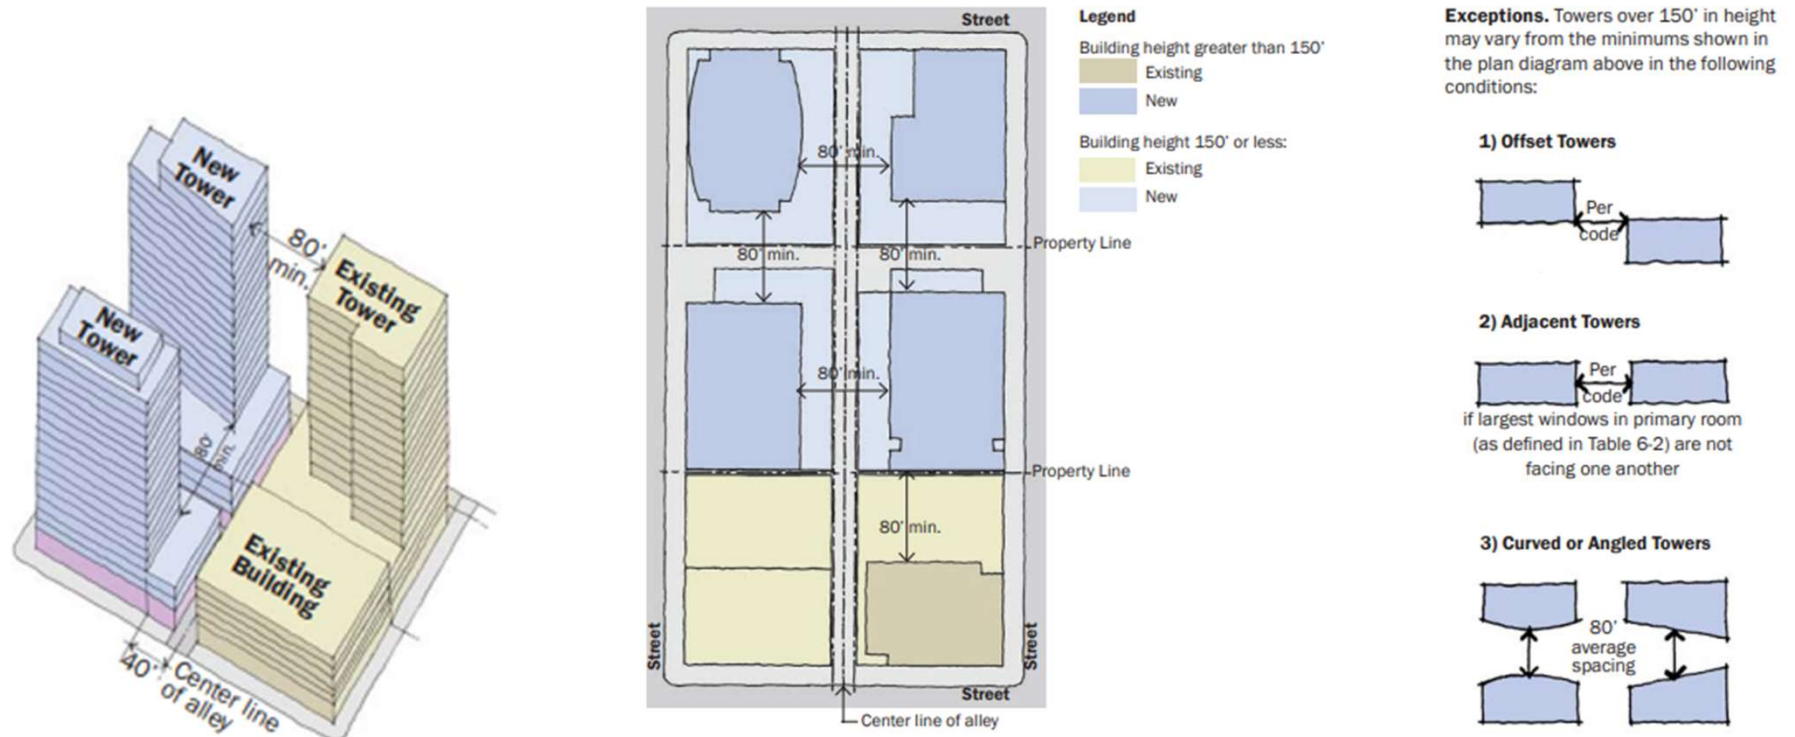 New
Tower
80’
min.
Existing
Tower
New
Tower
80’
min.
Existing
Building
40’
Center line
of alley
Street
80’ min.
80’ min.
80’ min.
Property Line
80’ min.
Property Line
80’ min.
Street
Street
Street
Center line of alley
Legend
Building height greater than 150’
Existing
New
Building height 150’ or less:
Existing
New
Exceptions. Towers over 150’ in height
may vary from the minimums shown in
the plan diagram above in the following
conditions:
1) Offset Towers
Per
code
2) Adjacent Towers
Per
code
if largest windows in primary room
(as defined in Table 6-2) are not
facing one another
3) Curved or Angled Towers
80’
average
spacing